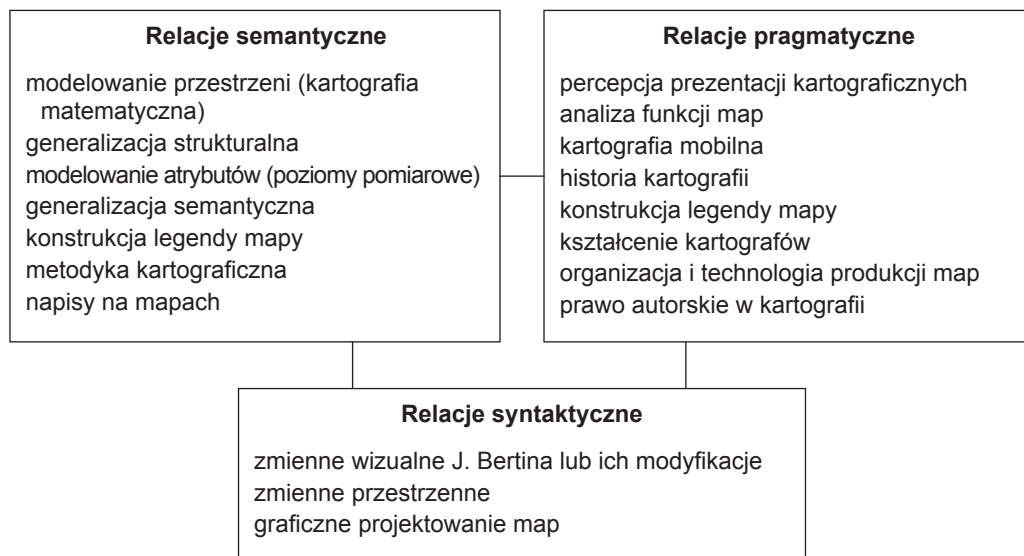 Relacje semantyczne
modelowanie przestrzeni (kartografia
matematyczna)
generalizacja strukturalna
modelowanie atrybutów (poziomy pomiarowe)
generalizacja semantyczna
konstrukcja legendy mapy
metodyka kartograficzna
napisy na mapach
Relacje pragmatyczne
percepcja prezentacji kartograficznych
analiza funkcji map
kartografia mobilna
historia kartografii
konstrukcja legendy mapy
kształcenie kartografów
organizacja i technologia produkcji map
prawo autorskie w kartografii
Relacje syntaktyczne
zmienne wizualne J. Bertina lub ich modyfikacje
zmienne przestrzenne
graficzne projektowanie map